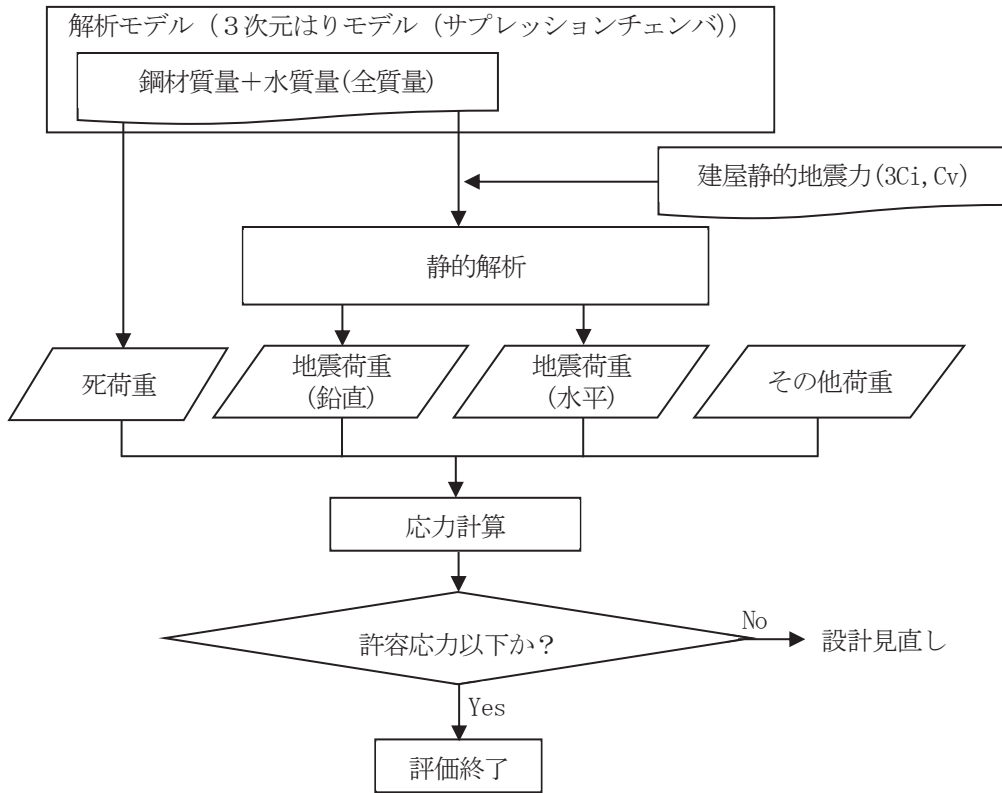 解析モデル（３次元はりモデル（サプレッションチェンバ））
鋼材質量＋水質量(全質量)
建屋静的地震力(3Ci,Cv)
静的解析
死荷重
地震荷重
(鉛直)
地震荷重
(水平)
その他荷重
応力計算
許容応力以下か？
No
設計見直し
Yes
評価終了